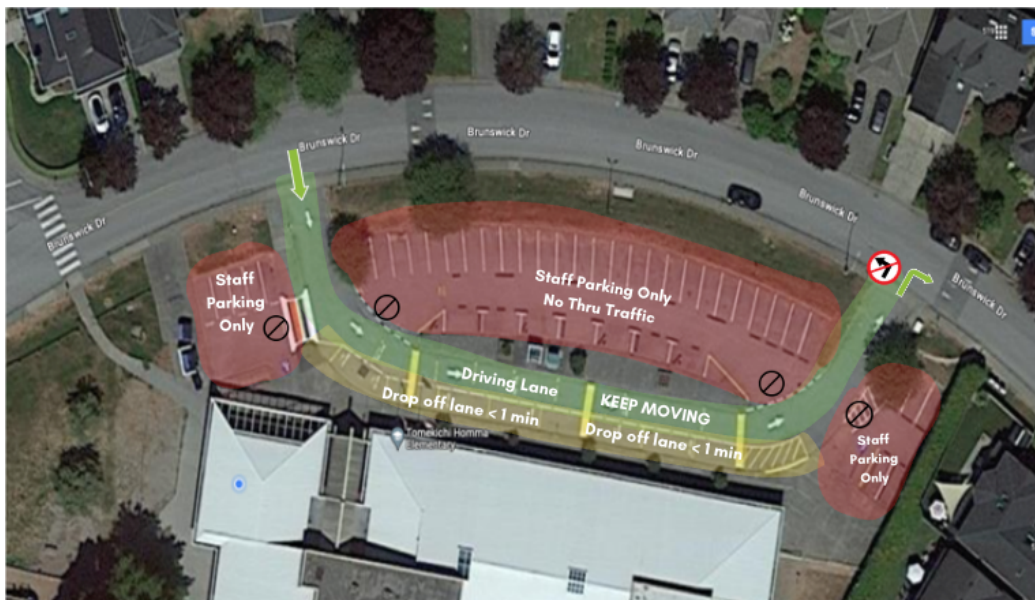 Brunswick Dr
Brunswick Dr
Brunswick Dr
Brunswick Dr
Brunswick Dr
Brunswick Dr
Staff
Parking
Only
Staff Parking Only
No Thru Traffic
Driving Lane
KEEP MOVING
Drop off lane < 1 min
Drop off lane < 1 min
Tomekichi Homma
Elementary
Staff
Parking
Only